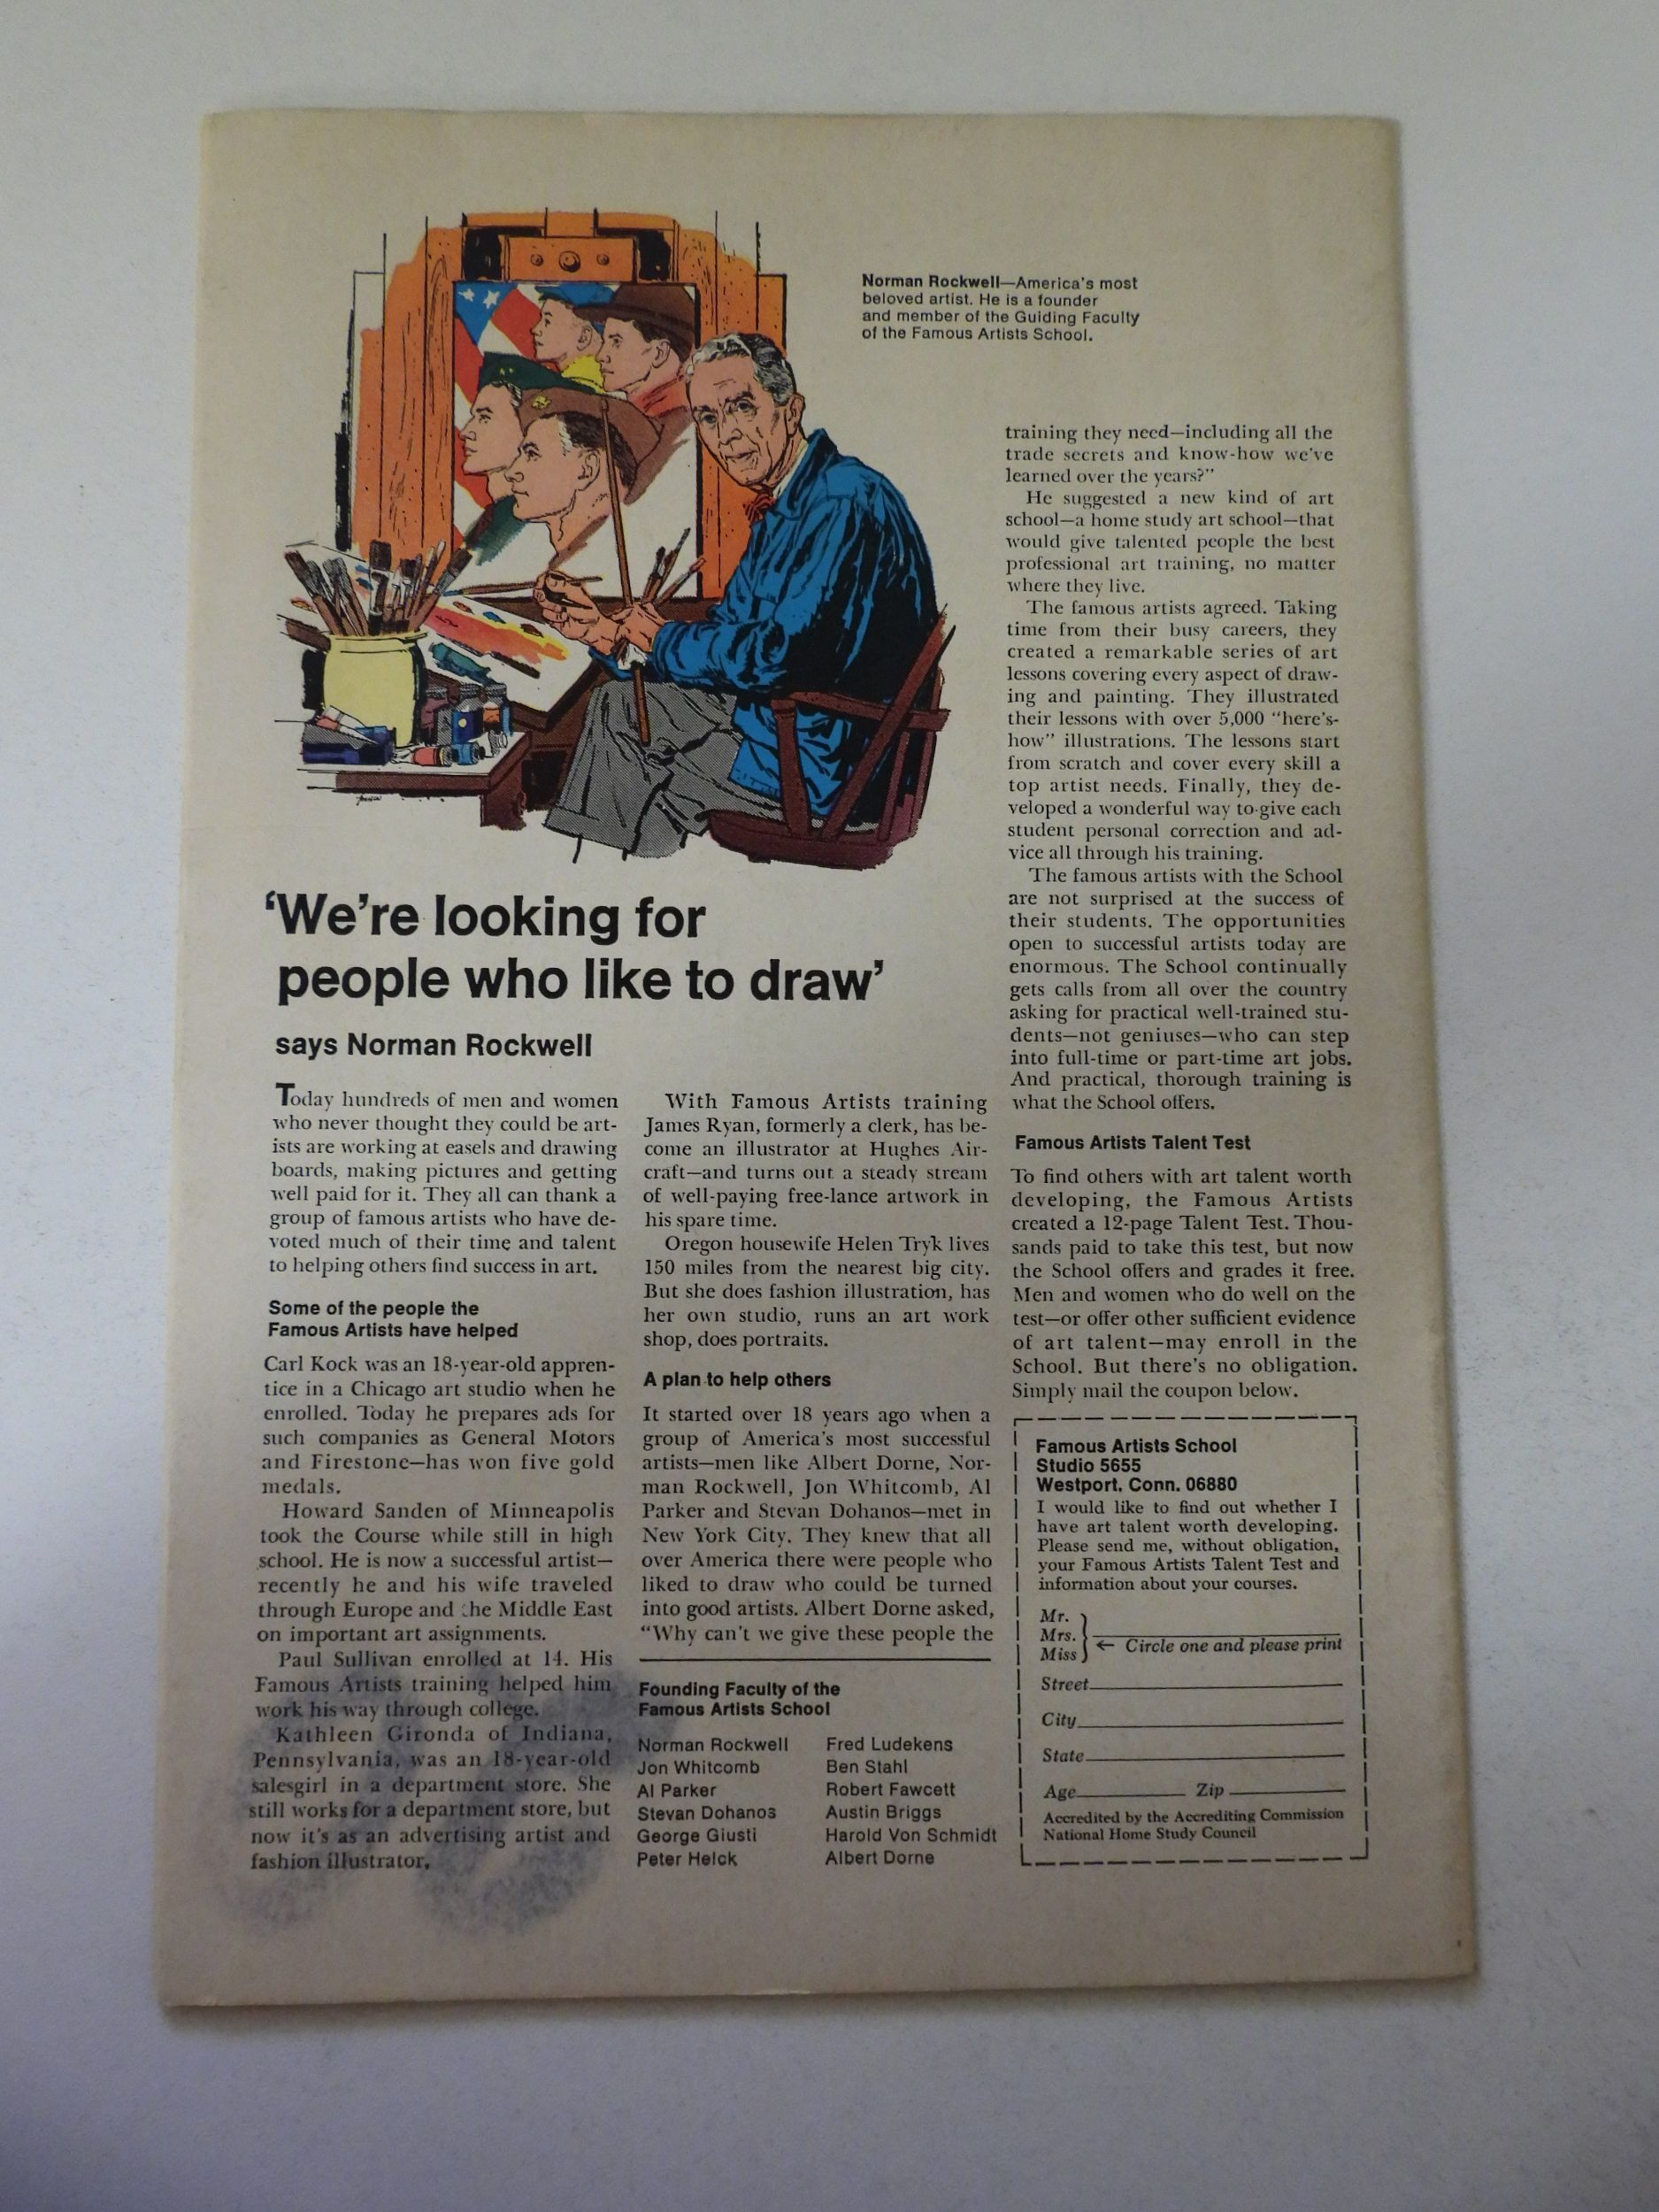 Norman Rockwell—America's most
beloved artist. He is a founder
and member of the Guiding Faculty
of the Famous Artists School.
'We're looking for
people who like to draw'
says Norman Rockwell
Today hundreds of men and women
who never thought they could be art-
ists are working at easels and drawing
boards, making pictures and getting
well paid for it. They all can thank a
group of famous artists who have de-
voted much of their time and talent
to helping others find success in art.
Some of the people the
Famous Artists have helped
Carl Kock was an 18-year-old appren-
tice in a Chicago art studio when he
enrolled. Today he prepares ads for
such companies as General Motors
and Firestone—has won five gold
medals.
Howard Sanden of Minneapolis
took the Course while still in high
school. He is now a successful artist—
recently he and his wife traveled
through Europe and the Middle East
on important art assignments.
Paul Sullivan enrolled at 14. His
Famous Artists training helped him
work his way through college.
Kathleen Gironda of Indiana,
Pennsylvania, was an 18-year-old
salesgirl in a department store. She
still works for a department store, but
now it's as an advertising artist and
fashion illustrator.
With Famous Artists training
James Ryan, formerly a clerk, has be-
come an illustrator at Hughes Air-
craft—and turns out a steady stream
of well-paying free-lance artwork in
his spare time.
Oregon housewife Helen Tryk lives
150 miles from the nearest big city.
But she does fashion illustration, has
her own studio, runs an art work
shop, does portraits.
A plan to help others
It started over 18 years ago when a
group of America's most successful
artists—men like Albert Dorne, Nor-
man Rockwell, Jon Whitcomb, Al
Parker and Stevan Dohanos—met in
New York City. They knew that all
over America there were people who
liked to draw who could be turned
into good artists. Albert Dorne asked,
"Why can't we give these people the
training they need—including all the
trade secrets and know-how we've
learned over the years?"
He suggested a new kind of art
school—a home study art school—that
would give talented people the best
professional art training, no matter
where they live.
The famous artists agreed. Taking
time from their busy careers, they
created a remarkable series of art
lessons covering every aspect of draw-
ing and painting. They illustrated
their lessons with over 5,000 "here's-
how" illustrations. The lessons start
from scratch and cover every skill a
top artist needs. Finally, they de-
veloped a wonderful way to give each
student personal correction and ad-
vice all through his training.
The famous artists with the School
are not surprised at the success of
their students. The opportunities
open to successful artists today are
enormous. The School continually
gets calls from all over the country
asking for practical well-trained stu-
dents—not geniuses—who can step
into full-time or part-time art jobs.
And practical, thorough training is
what the School offers.
Famous Artists Talent Test
To find others with art talent worth
developing, the Famous Artists
created a 12-page Talent Test. Thou-
sands paid to take this test, but now
the School offers and grades it free.
Men and women who do well on the
test—or offer other sufficient evidence
of art talent—may enroll in the
School. But there's no obligation.
Simply mail the coupon below.
Founding Faculty of the
Famous Artists School
Norman Rockwell
Jon Whitcomb
Al Parker
Stevan Dohanos
George Giusti
Peter Helck
Fred Ludekens
Ben Stahl
Robert Fawcett
Austin Briggs
Harold Von Schmidt
Albert Dorne
Famous Artists School
Studio 5655
Westport, Conn. 06880
I would like to find out whether I
have art talent worth developing.
Please send me, without obligation,
your Famous Artists Talent Test and
information about your courses.
Mr.
Mrs.
Miss
← Circle one and please print
Street
City
State
Age Zip
Accredited by the Accrediting Commission
National Home Study Council